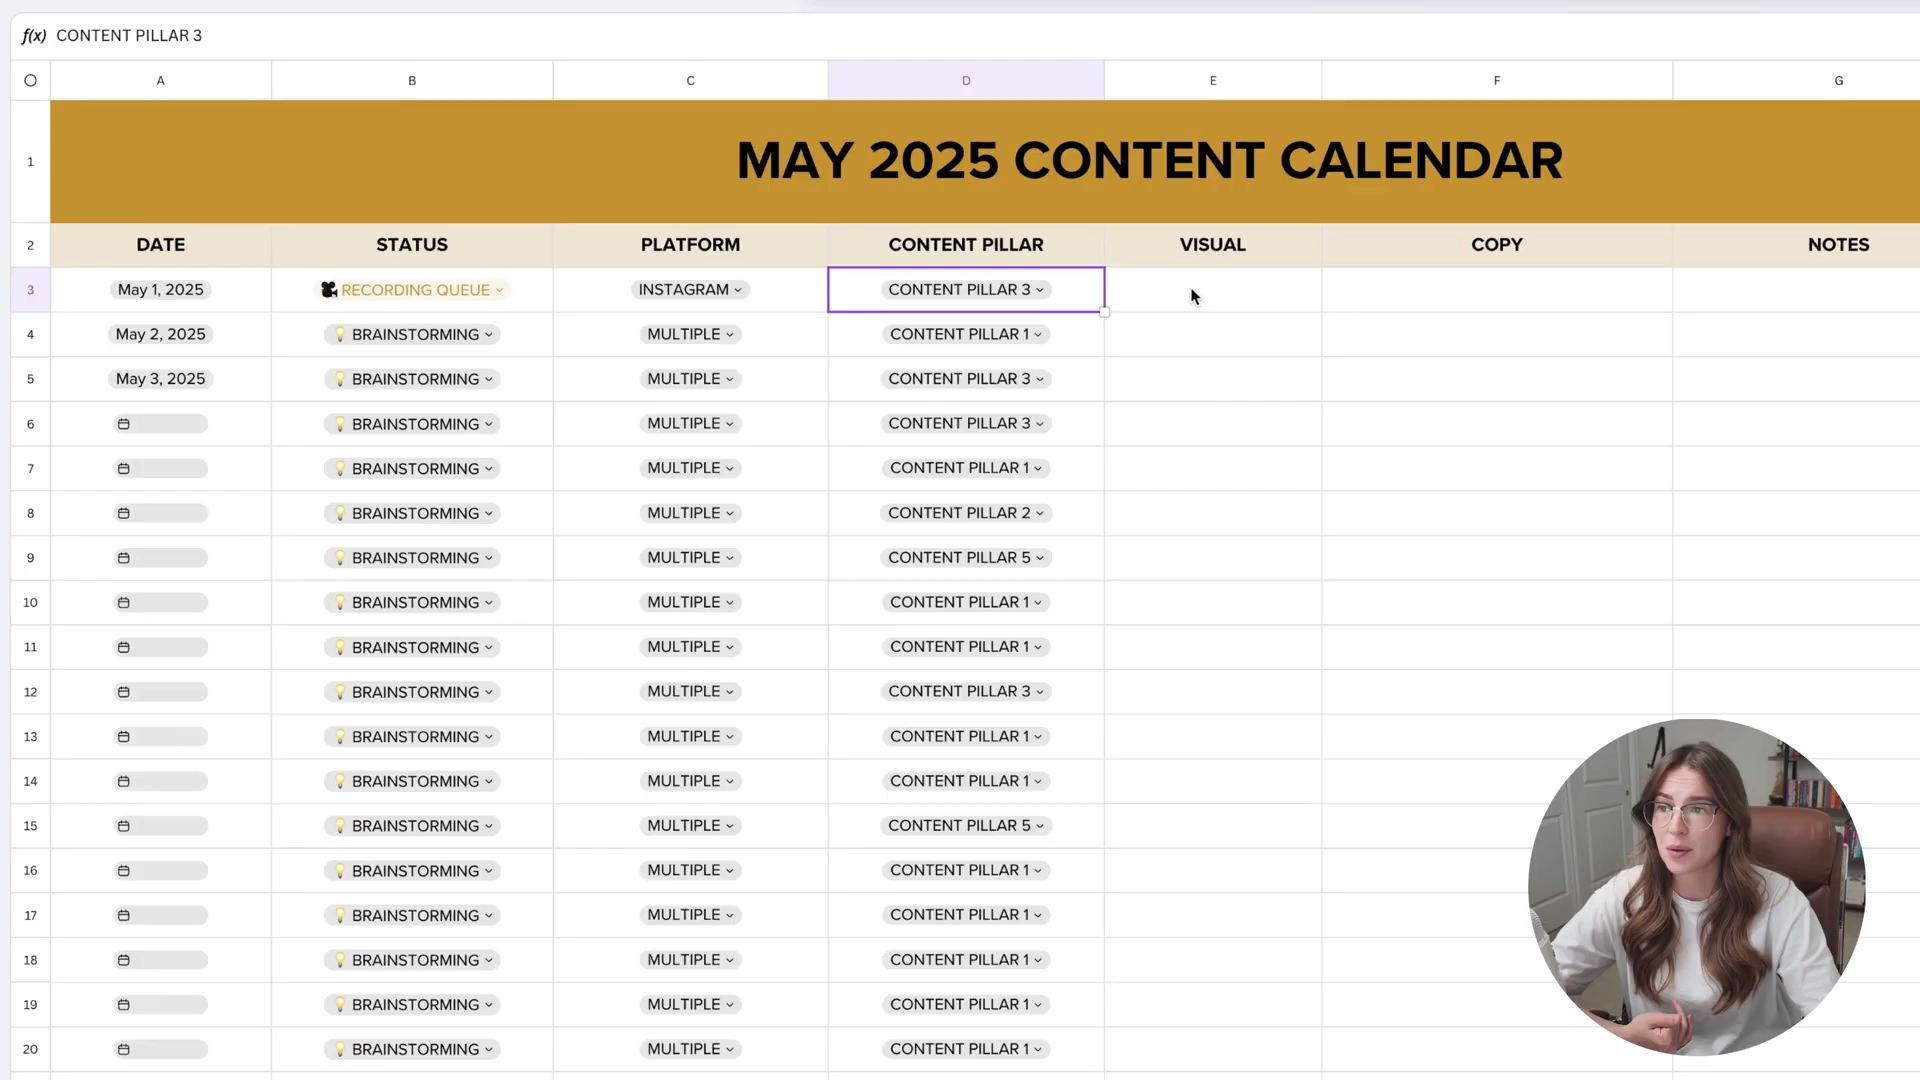 f(x) CONTENT PILLAR 3
A B C D E F G
1 MAY 2025 CONTENT CALENDAR
2 DATE STATUS PLATFORM CONTENT PILLAR VISUAL COPY NOTES
3 May 1, 2025 RECORDING QUEUE INSTAGRAM CONTENT PILLAR 3
4 May 2, 2025 BRAINSTORMING MULTIPLE CONTENT PILLAR 1
5 May 3, 2025 BRAINSTORMING MULTIPLE CONTENT PILLAR 3
6 BRAINSTORMING MULTIPLE CONTENT PILLAR 3
7 BRAINSTORMING MULTIPLE CONTENT PILLAR 1
8 BRAINSTORMING MULTIPLE CONTENT PILLAR 2
9 BRAINSTORMING MULTIPLE CONTENT PILLAR 5
10 BRAINSTORMING MULTIPLE CONTENT PILLAR 1
11 BRAINSTORMING MULTIPLE CONTENT PILLAR 1
12 BRAINSTORMING MULTIPLE CONTENT PILLAR 3
13 BRAINSTORMING MULTIPLE CONTENT PILLAR 1
14 BRAINSTORMING MULTIPLE CONTENT PILLAR 1
15 BRAINSTORMING MULTIPLE CONTENT PILLAR 5
16 BRAINSTORMING MULTIPLE CONTENT PILLAR 1
17 BRAINSTORMING MULTIPLE CONTENT PILLAR 1
18 BRAINSTORMING MULTIPLE CONTENT PILLAR 1
19 BRAINSTORMING MULTIPLE CONTENT PILLAR 1
20 BRAINSTORMING MULTIPLE CONTENT PILLAR 1